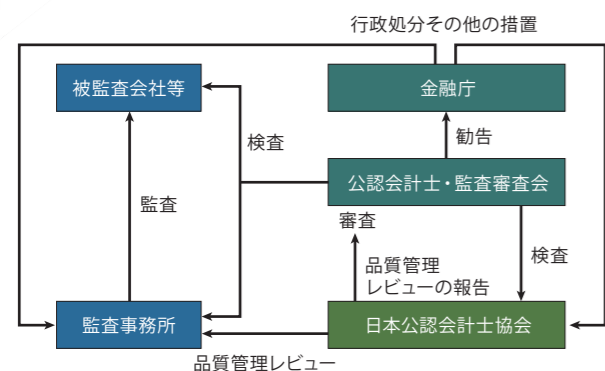 行政処分その他の措置
被監査会社等
金融庁
検査
勧告
公認会計士・監査審査会
監査
審査
検査
品質管理
レビューの報告
監査事務所
日本公認会計士協会
品質管理レビュー